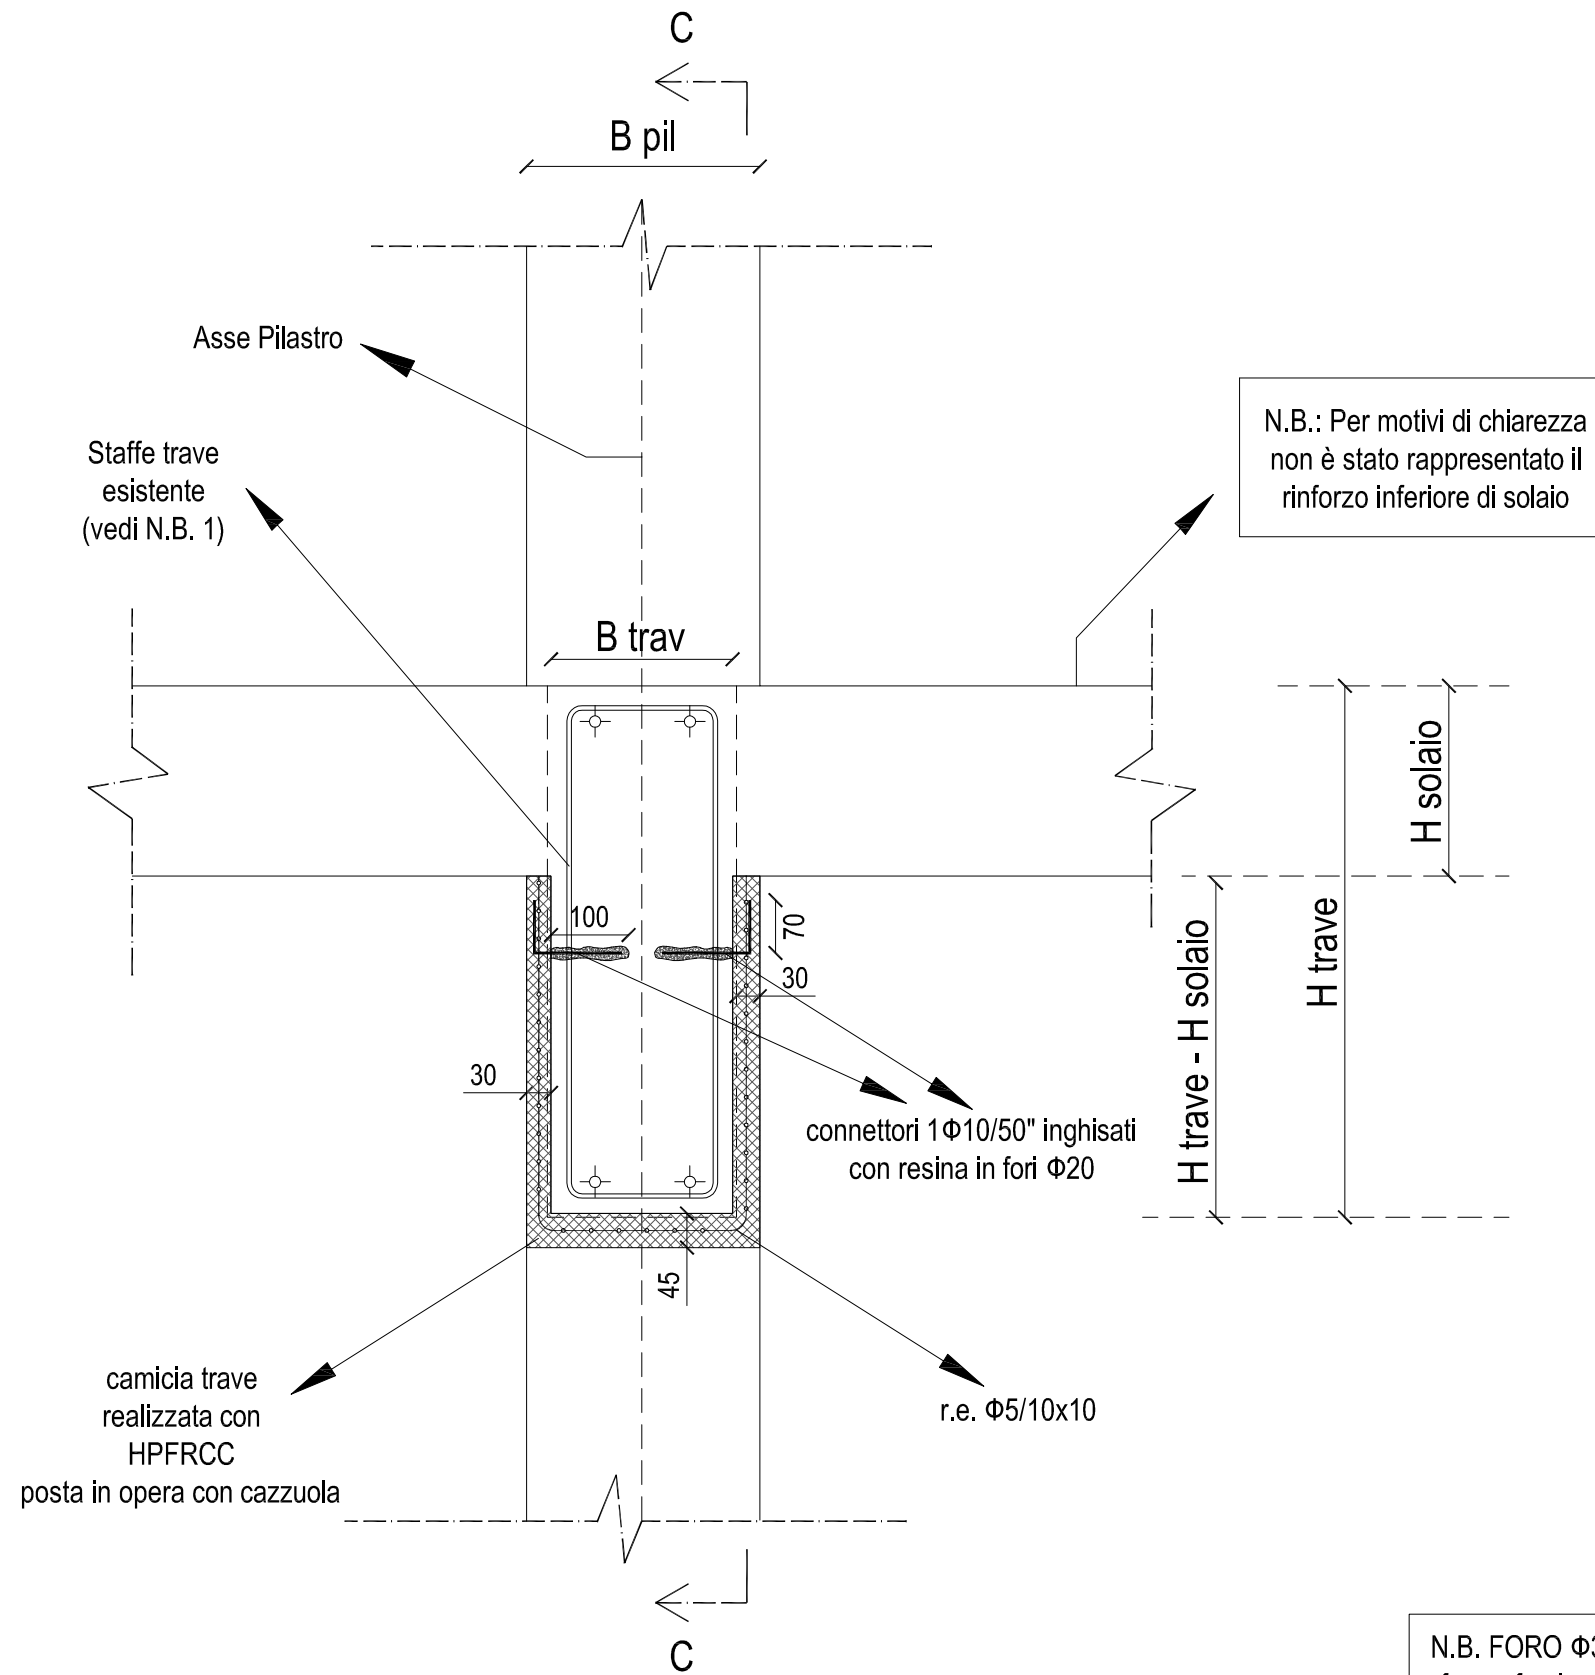 C
B pil
Asse Pilastro
Staffe trave
esistente
(vedi N.B. 1)
N.B.: Per motivi di chiarezza
non è stato rappresentato il
rinforzo inferiore di solaio
B trav
H solaio
H trave
H trave - H solaio
100
70
30
30
connettori 1Φ10/50" inghisati
con resina in fori Φ20
45
camicia trave
realizzata con
HPFRCC
posta in opera con cazzuola
r.e. Φ5/10x10
C
N.B. FORO